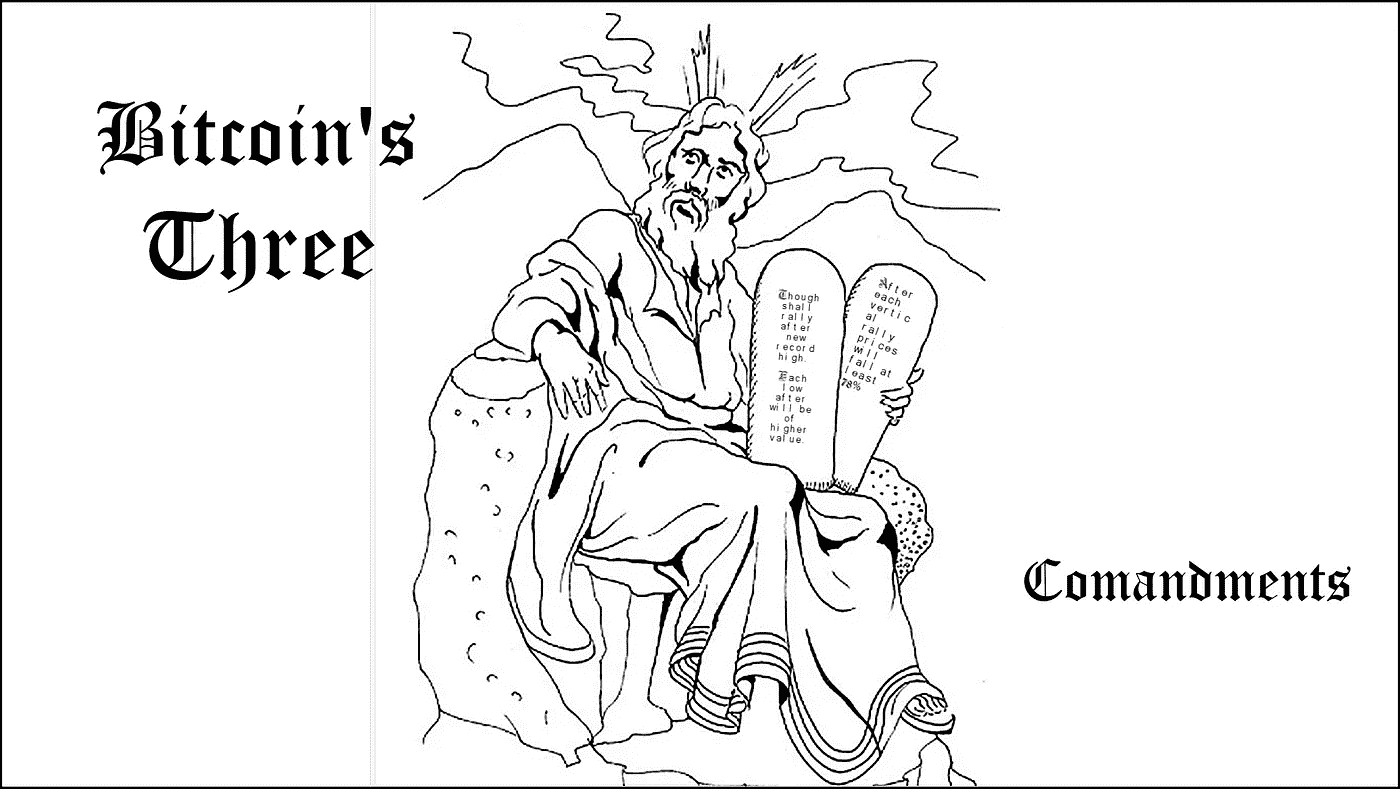 Bitcoin's
Three
Though
shall
rally
after
new
record
high.
Each
low
after
will be
of
higher
value.
After
each
vertic
al
rally
prices
will
fall at
least
78%
Comandments